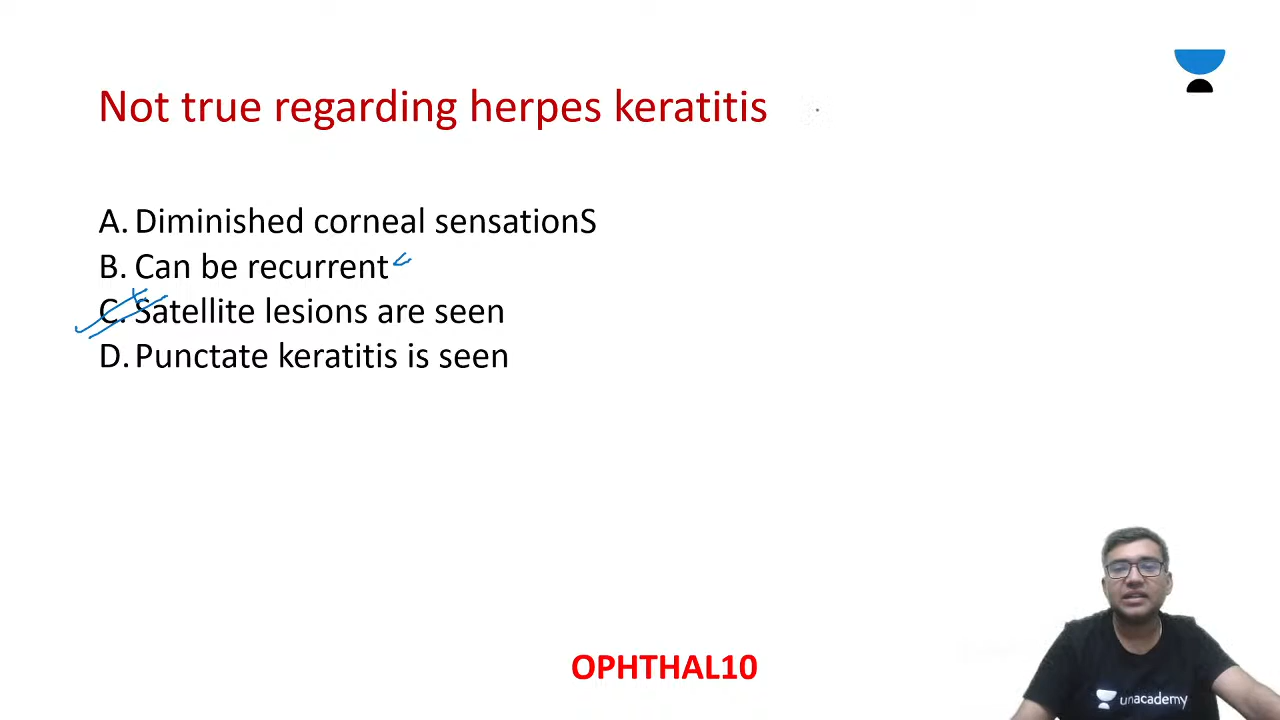 Not true regarding herpes keratitis
A. Diminished corneal sensationS
B. Can be recurrent
C. Satellite lesions are seen
D. Punctate keratitis is seen
OPHTHAL10
unacademy